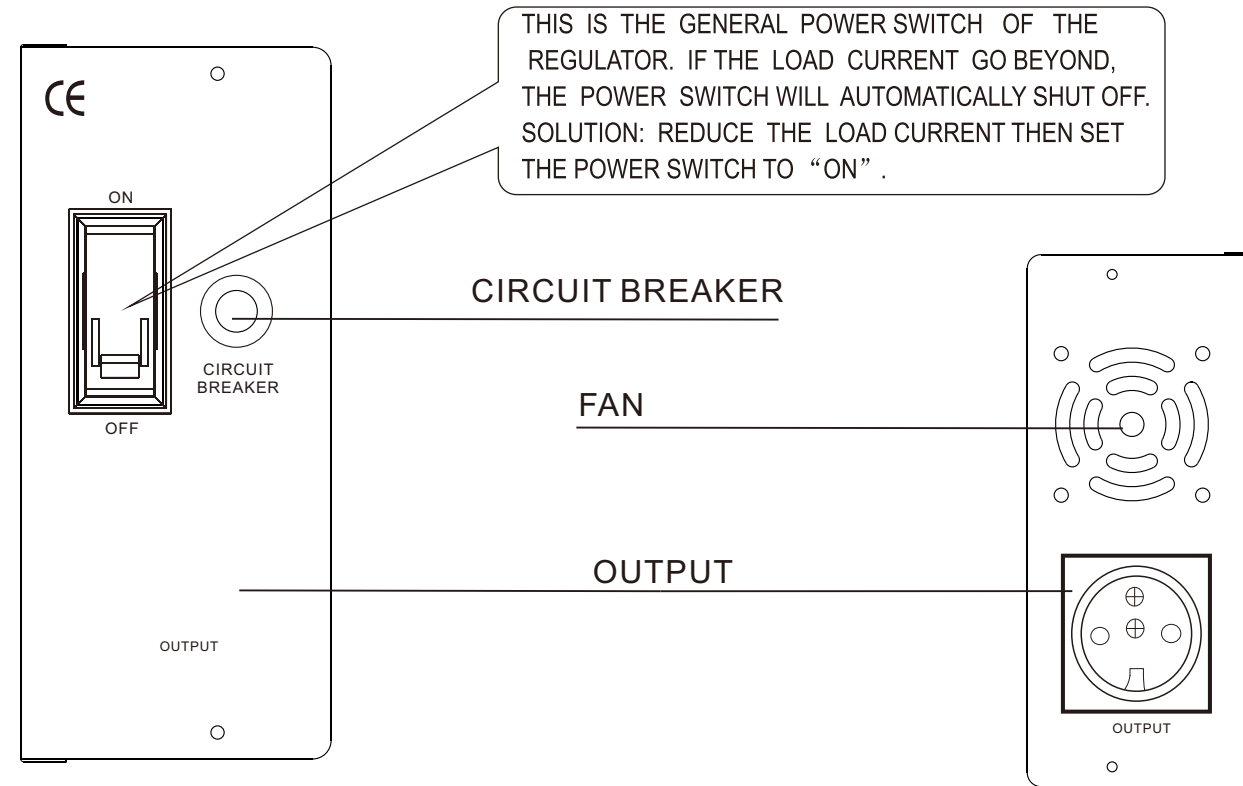 THIS IS THE GENERAL POWER SWITCH OF THE
REGULATOR. IF THE LOAD CURRENT GO BEYOND,
THE POWER SWITCH WILL AUTOMATICALLY SHUT OFF.
SOLUTION: REDUCE THE LOAD CURRENT THEN SET
THE POWER SWITCH TO “ON”.
CE
ON
OFF
CIRCUIT
BREAKER
CIRCUIT BREAKER
FAN
OUTPUT
OUTPUT
OUTPUT